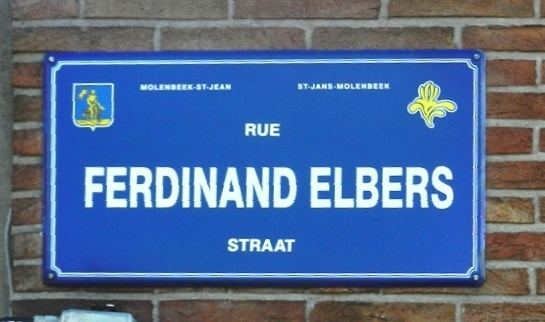 MOLENBEEK-ST-JEAN ST-JANS-MOLENBEEK
RUE
FERDINAND ELBERS
STRAAT